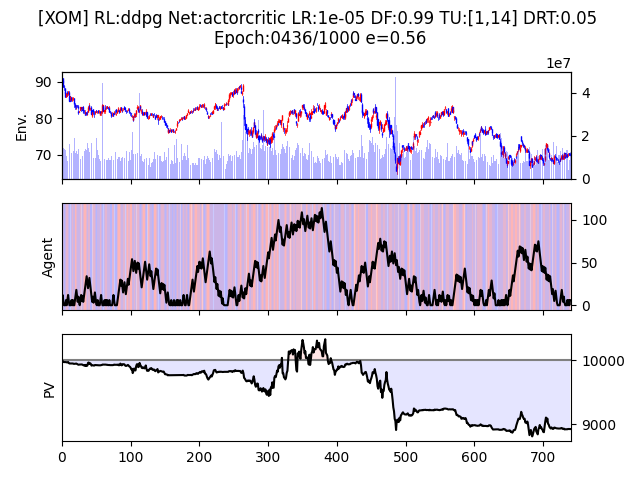 [XOM] RL:ddpg Net:actorcritic LR:1e-05 DF:0.99 TU:[1,14] DRT:0.05
Epoch:0436/1000 e=0.56
1e7
Env.
90
80
70
4
2
0
Agent
100
50
0
PV
10000
9000
0 100 200 300 400 500 600 700